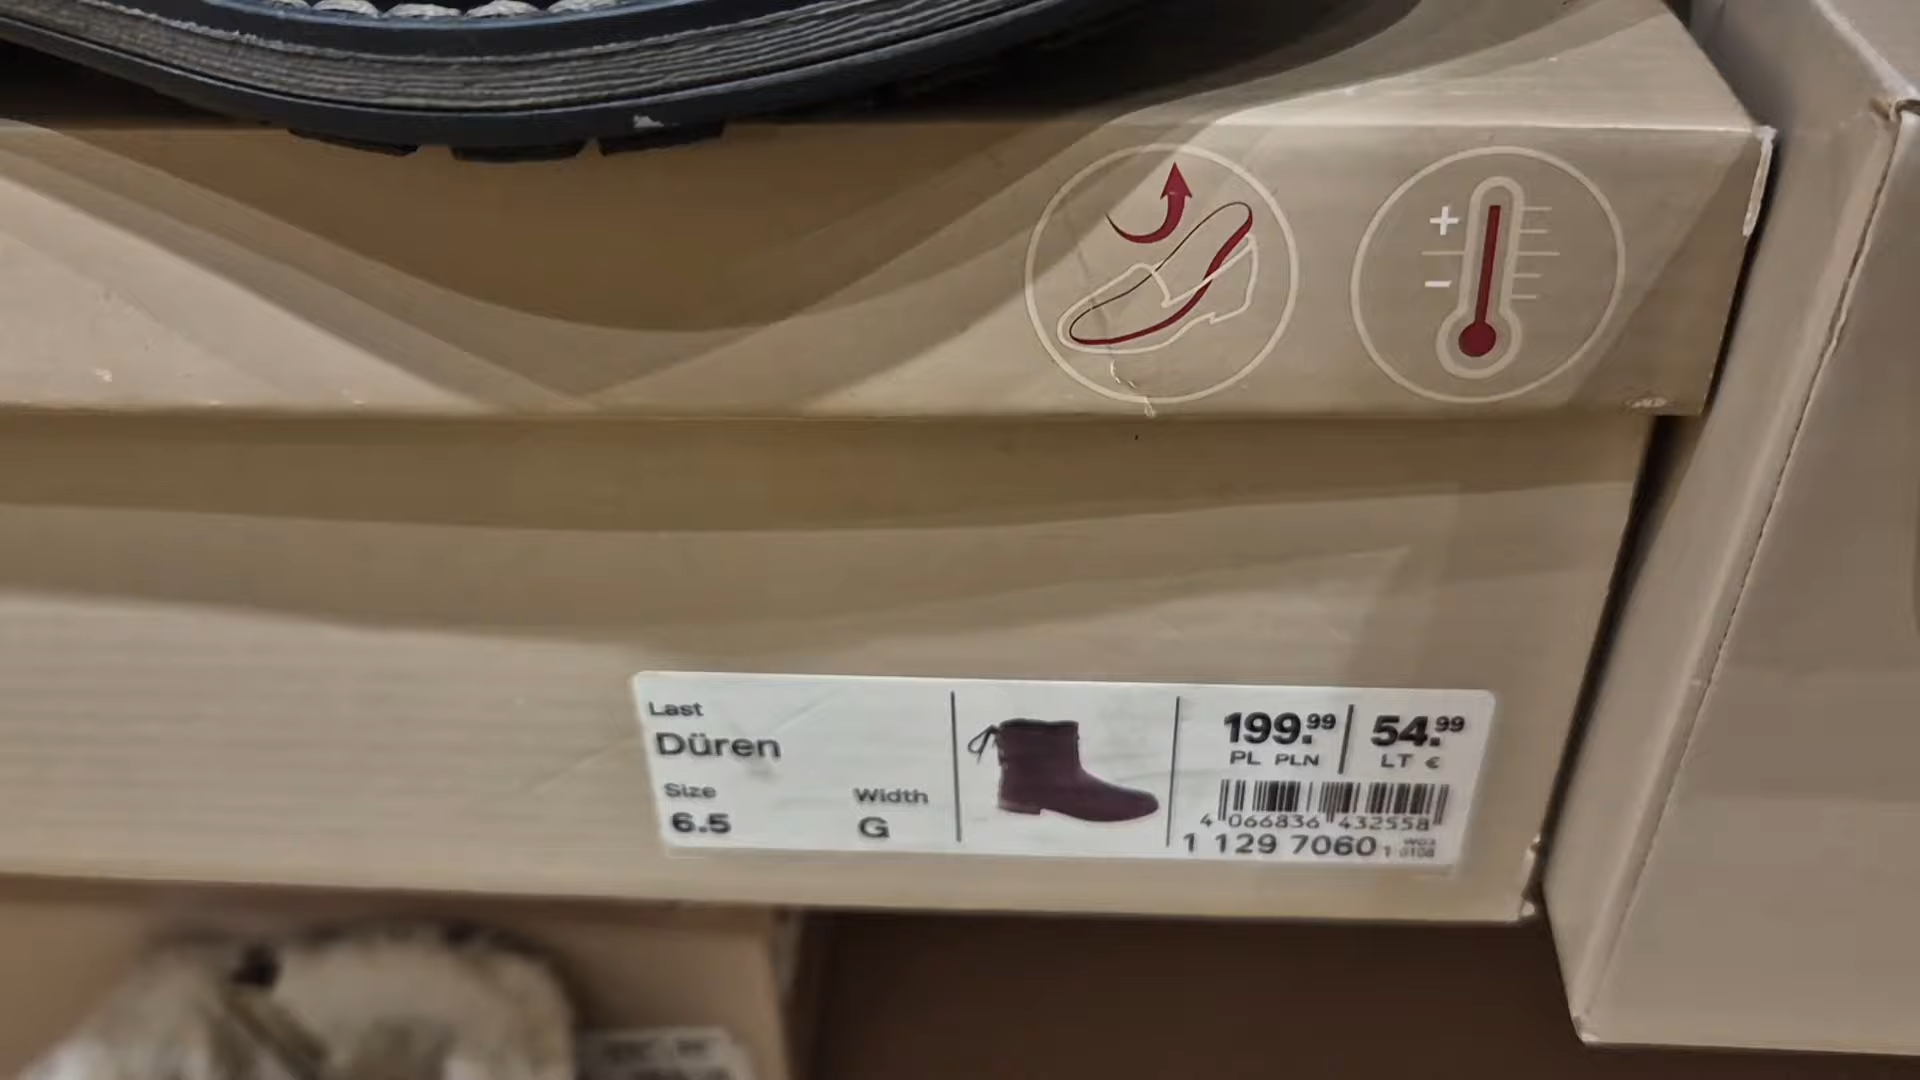 Last
Düren
Size
6.5
Width
G
199.99
PL PLN
54.99
LT €
4 066836 432558
1 129 7060 1